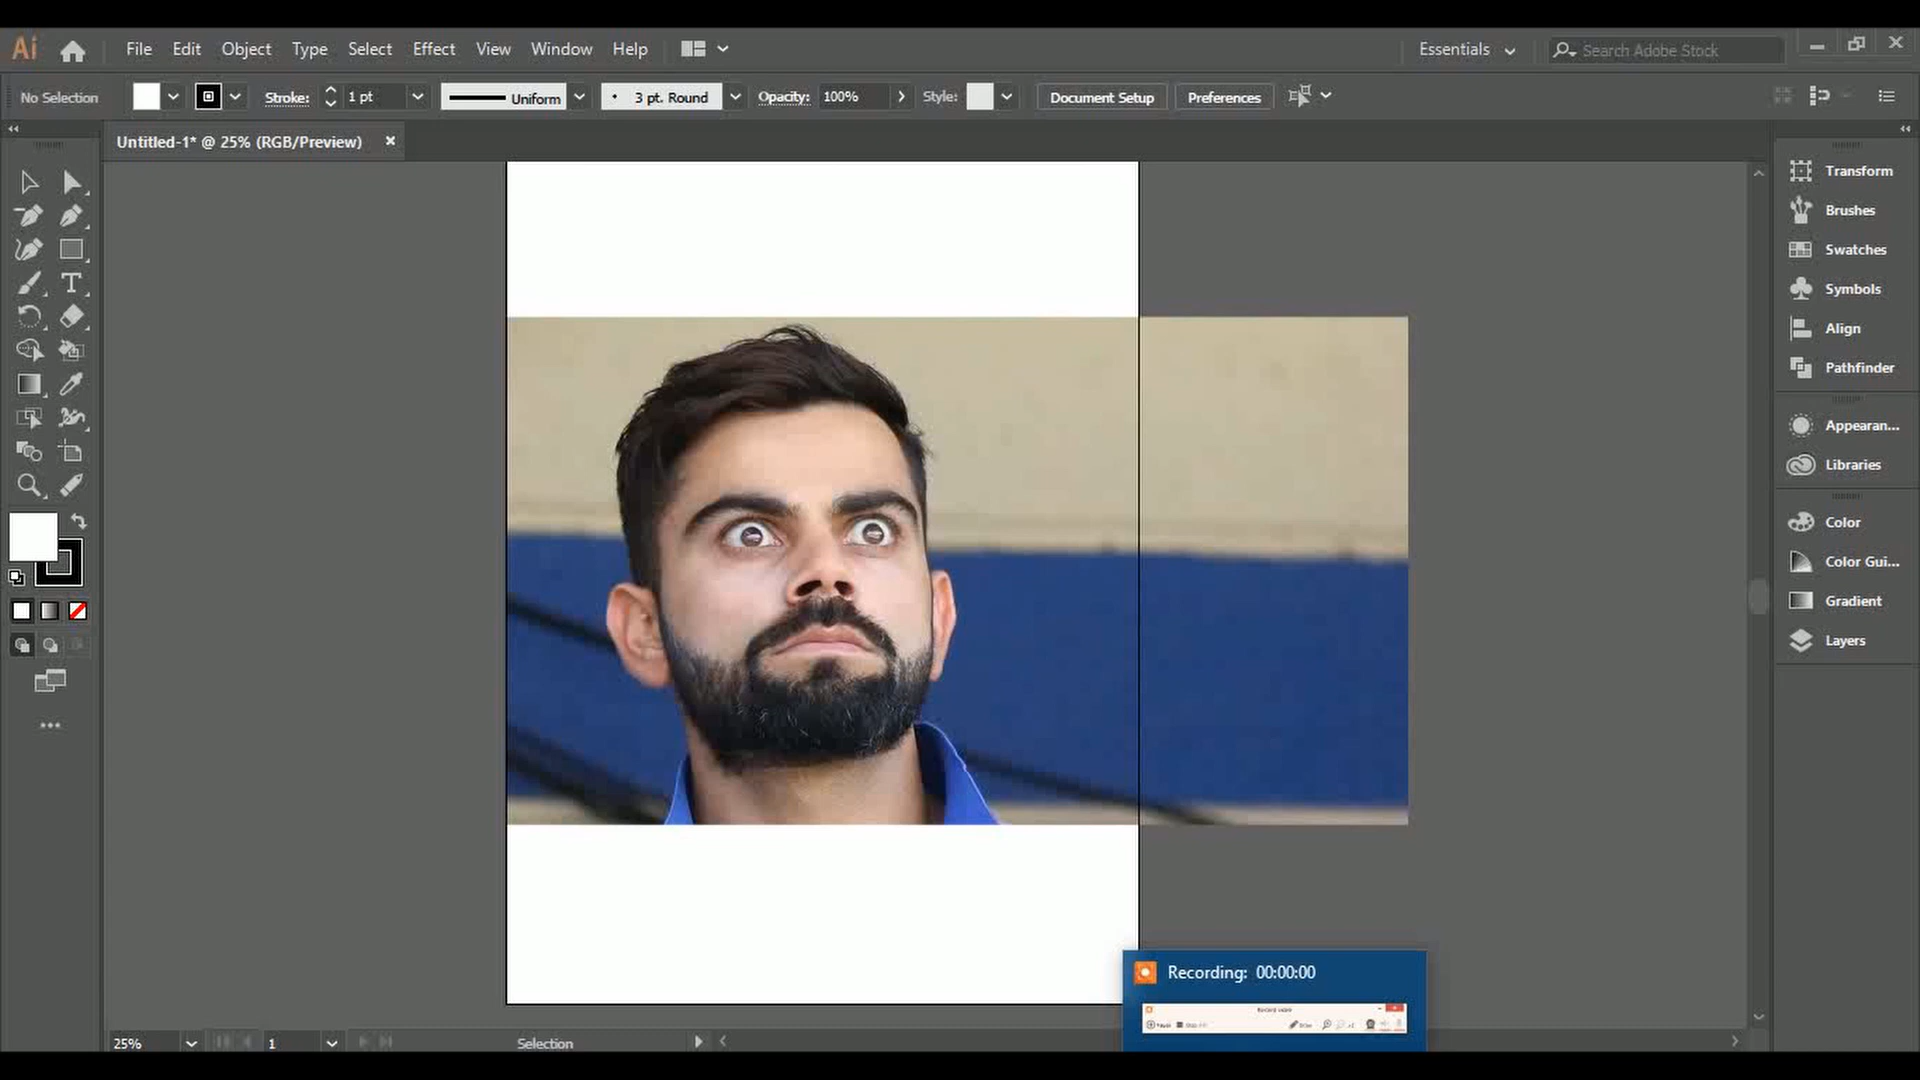 Ai File Edit Object Type Select Effect View Window Help Essentials Search Adobe Stock
No Selection Stroke: 1 pt Uniform 3 pt. Round Opacity: 100% Style: Document Setup Preferences
Untitled-1* @ 25% (RGB/Preview)
Transform
Brushes
Swatches
Symbols
Align
Pathfinder
Appearan...
Libraries
Color
Color Gui...
Gradient
Layers
Recording: 00:00:00
Record video
25% 1 Selection